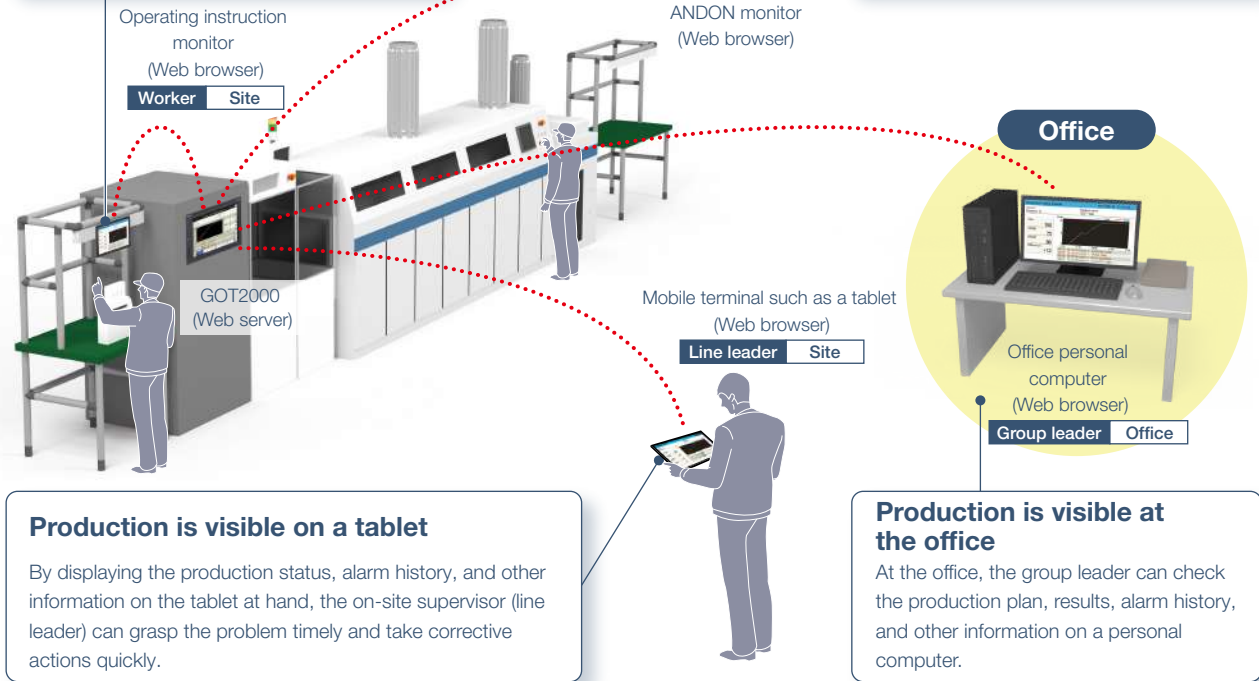 Operating instruction
monitor
(Web browser)
Worker Site
ANDON monitor
(Web browser)
GOT2000
(Web server)
Mobile terminal such as a tablet
(Web browser)
Line leader Site
Office
Office personal
computer
(Web browser)
Group leader Office
Production is visible on a tablet
By displaying the production status, alarm history, and other
information on the tablet at hand, the on-site supervisor (line
leader) can grasp the problem timely and take corrective
actions quickly.
Production is visible at
the office
At the office, the group leader can check
the production plan, results, alarm history,
and other information on a personal
computer.